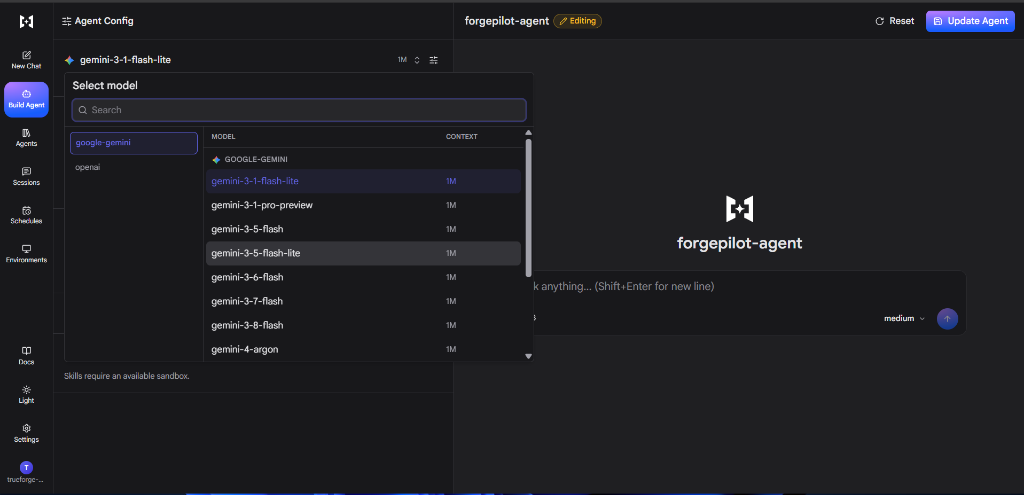 Agent Config
forgepilot-agent
Editing
Reset
Update Agent
New Chat
Build Agent
Agents
Sessions
Schedules
Environments
Docs
Light
Settings
T
trueforge-...
gemini-3-1-flash-lite
1M
Select model
Search
google-gemini
openai
MODEL CONTEXT
GOOGLE-GEMINI
gemini-3-1-flash-lite 1M
gemini-3-1-pro-preview 1M
gemini-3-5-flash 1M
gemini-3-5-flash-lite 1M
gemini-3-6-flash 1M
gemini-3-7-flash 1M
gemini-3-8-flash 1M
gemini-4-argon 1M
Skills require an available sandbox.
forgepilot-agent
k anything... (Shift+Enter for new line)
medium